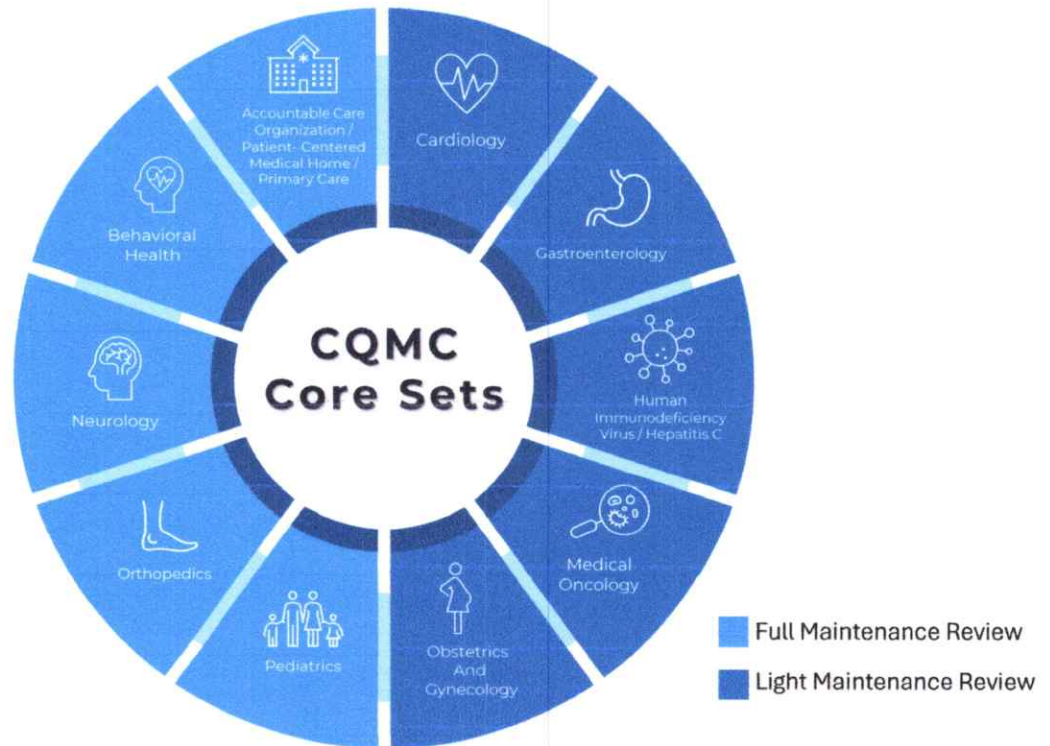 Accountable Care
Organization /
Patient- Centered
Medical Home /
Primary Care
Cardiology
Gastroenterology
Human
Immunodeficiency
Virus / Hepatitis C
Medical
Oncology
Obstetrics
And
Gynecology
Pediatrics
Orthopedics
Neurology
Behavioral
Health
CQMC
Core Sets
Full Maintenance Review
Light Maintenance Review